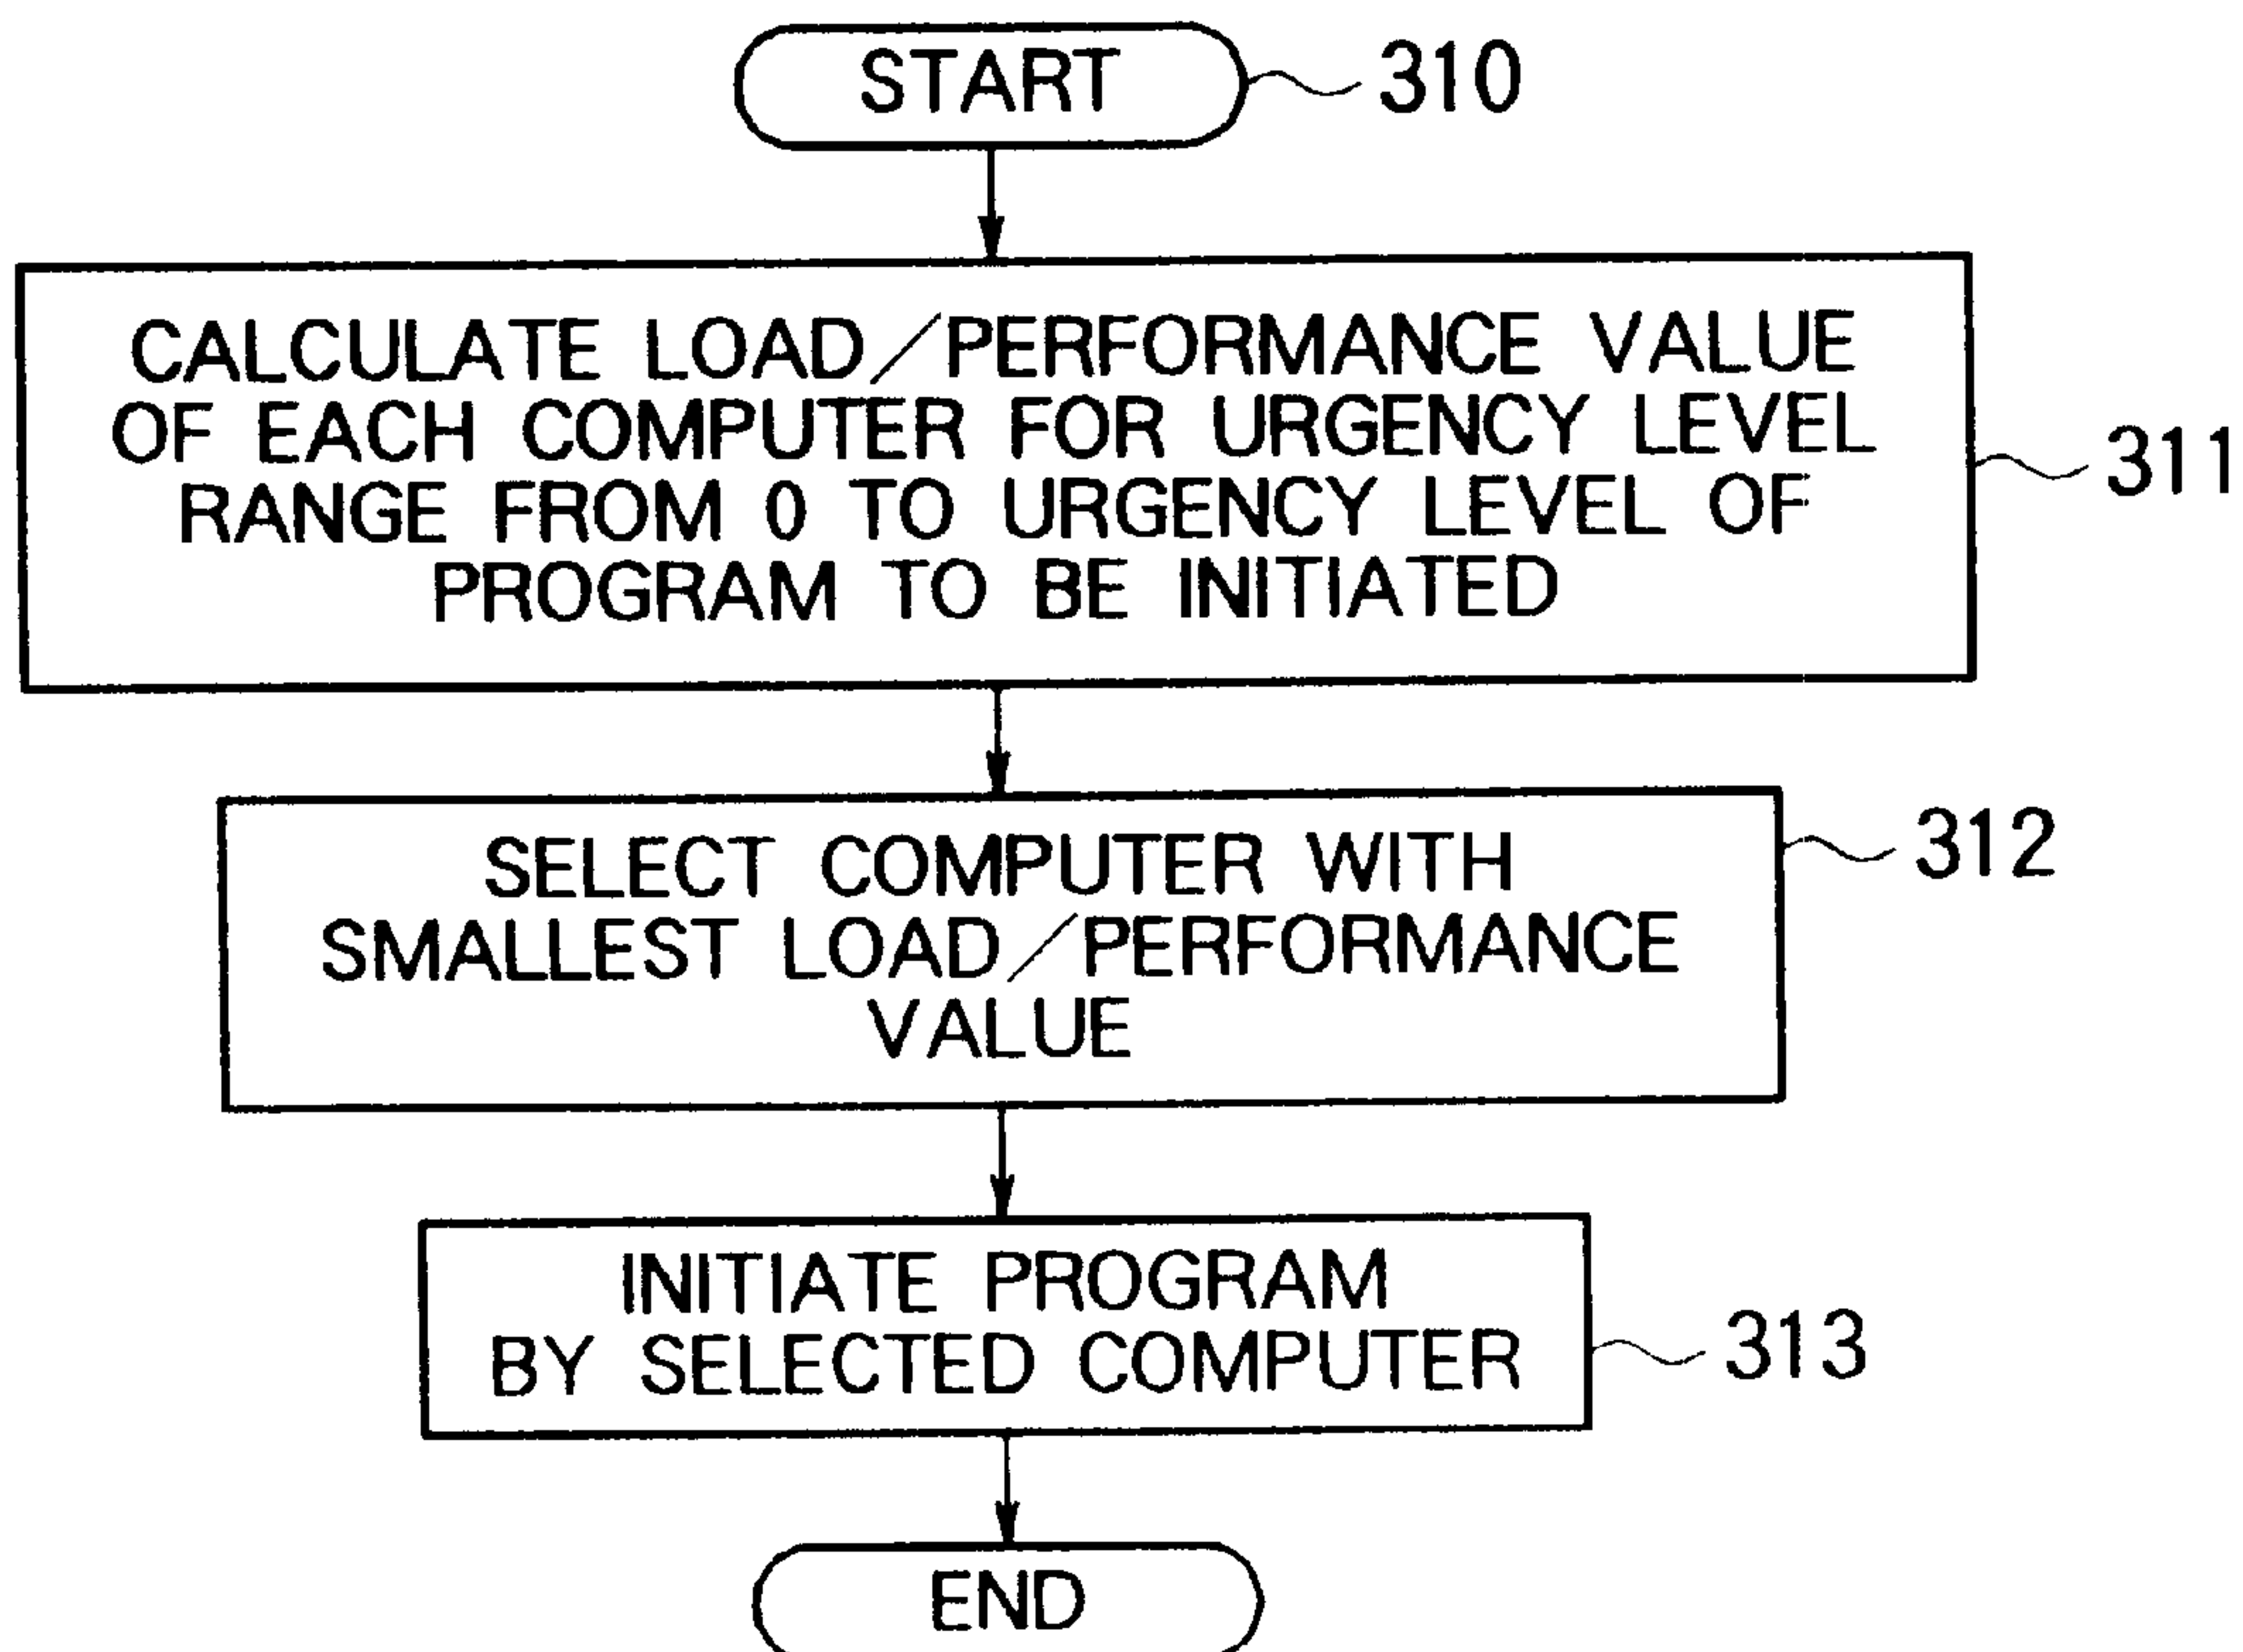 START
310
CALCULATE LOAD/PERFORMANCE VALUE
OF EACH COMPUTER FOR URGENCY LEVEL
RANGE FROM 0 TO URGENCY LEVEL OF
PROGRAM TO BE INITIATED
311
SELECT COMPUTER WITH
SMALLEST LOAD/PERFORMANCE
VALUE
312
INITIATE PROGRAM
BY SELECTED COMPUTER
313
END